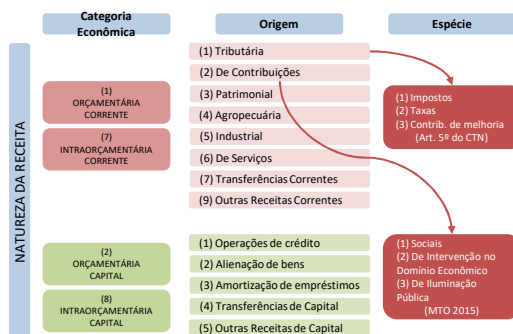 Categoria
Econômica
Origem
Espécie
NATUREZA DA RECEITA
(1)
ORÇAMENTÁRIA
CORRENTE
(7)
INTRAORÇAMENTÁRIA
CORRENTE
(1) Tributária
(2) De Contribuições
(3) Patrimonial
(4) Agropecuária
(5) Industrial
(6) De Serviços
(7) Transferências Correntes
(9) Outras Receitas Correntes
(1) Impostos
(2) Taxas
(3) Contrib. de melhoria
(Art. 5º do CTN)
(2)
ORÇAMENTÁRIA
CAPITAL
(8)
INTRAORÇAMENTÁRIA
CAPITAL
(1) Operações de crédito
(2) Alienação de bens
(3) Amortização de empréstimos
(4) Transferências de Capital
(5) Outras Receitas de Capital
(1) Sociais
(2) De Intervenção no
Domínio Econômico
(3) De Iluminação
Pública
(MTO 2015)